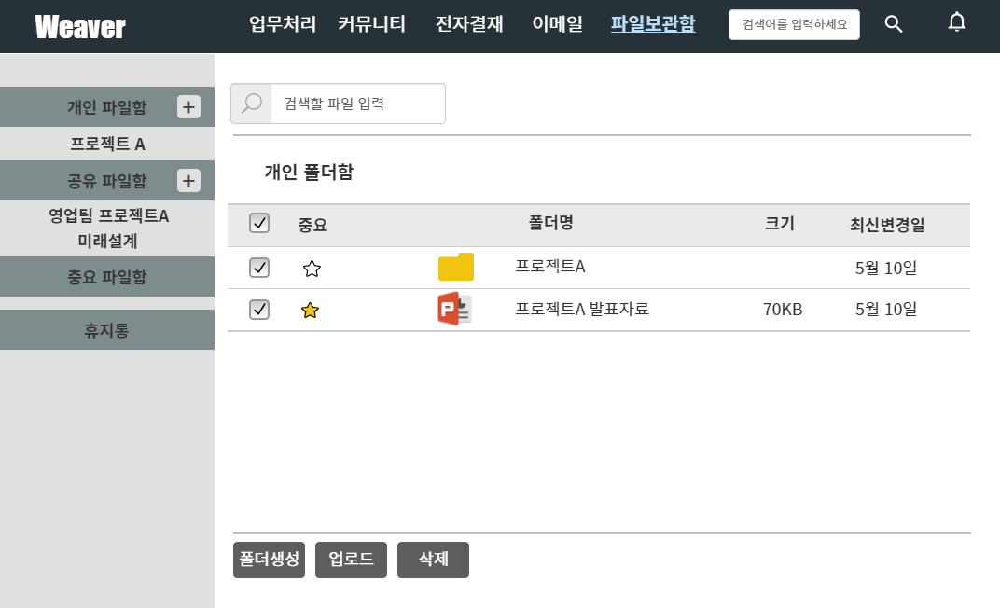 Weaver
업무처리 커뮤니티 전자결재 이메일 파일보관함 검색어를 입력하세요
개인 파일함 +
프로젝트 A
공유 파일함 +
영업팀 프로젝트A
미래설계
중요 파일함
휴지통
검색할 파일 입력
개인 폴더함
중요 폴더명 크기 최신변경일
프로젝트A 5월 10일
P 프로젝트A 발표자료 70KB 5월 10일
폴더생성 업로드 삭제